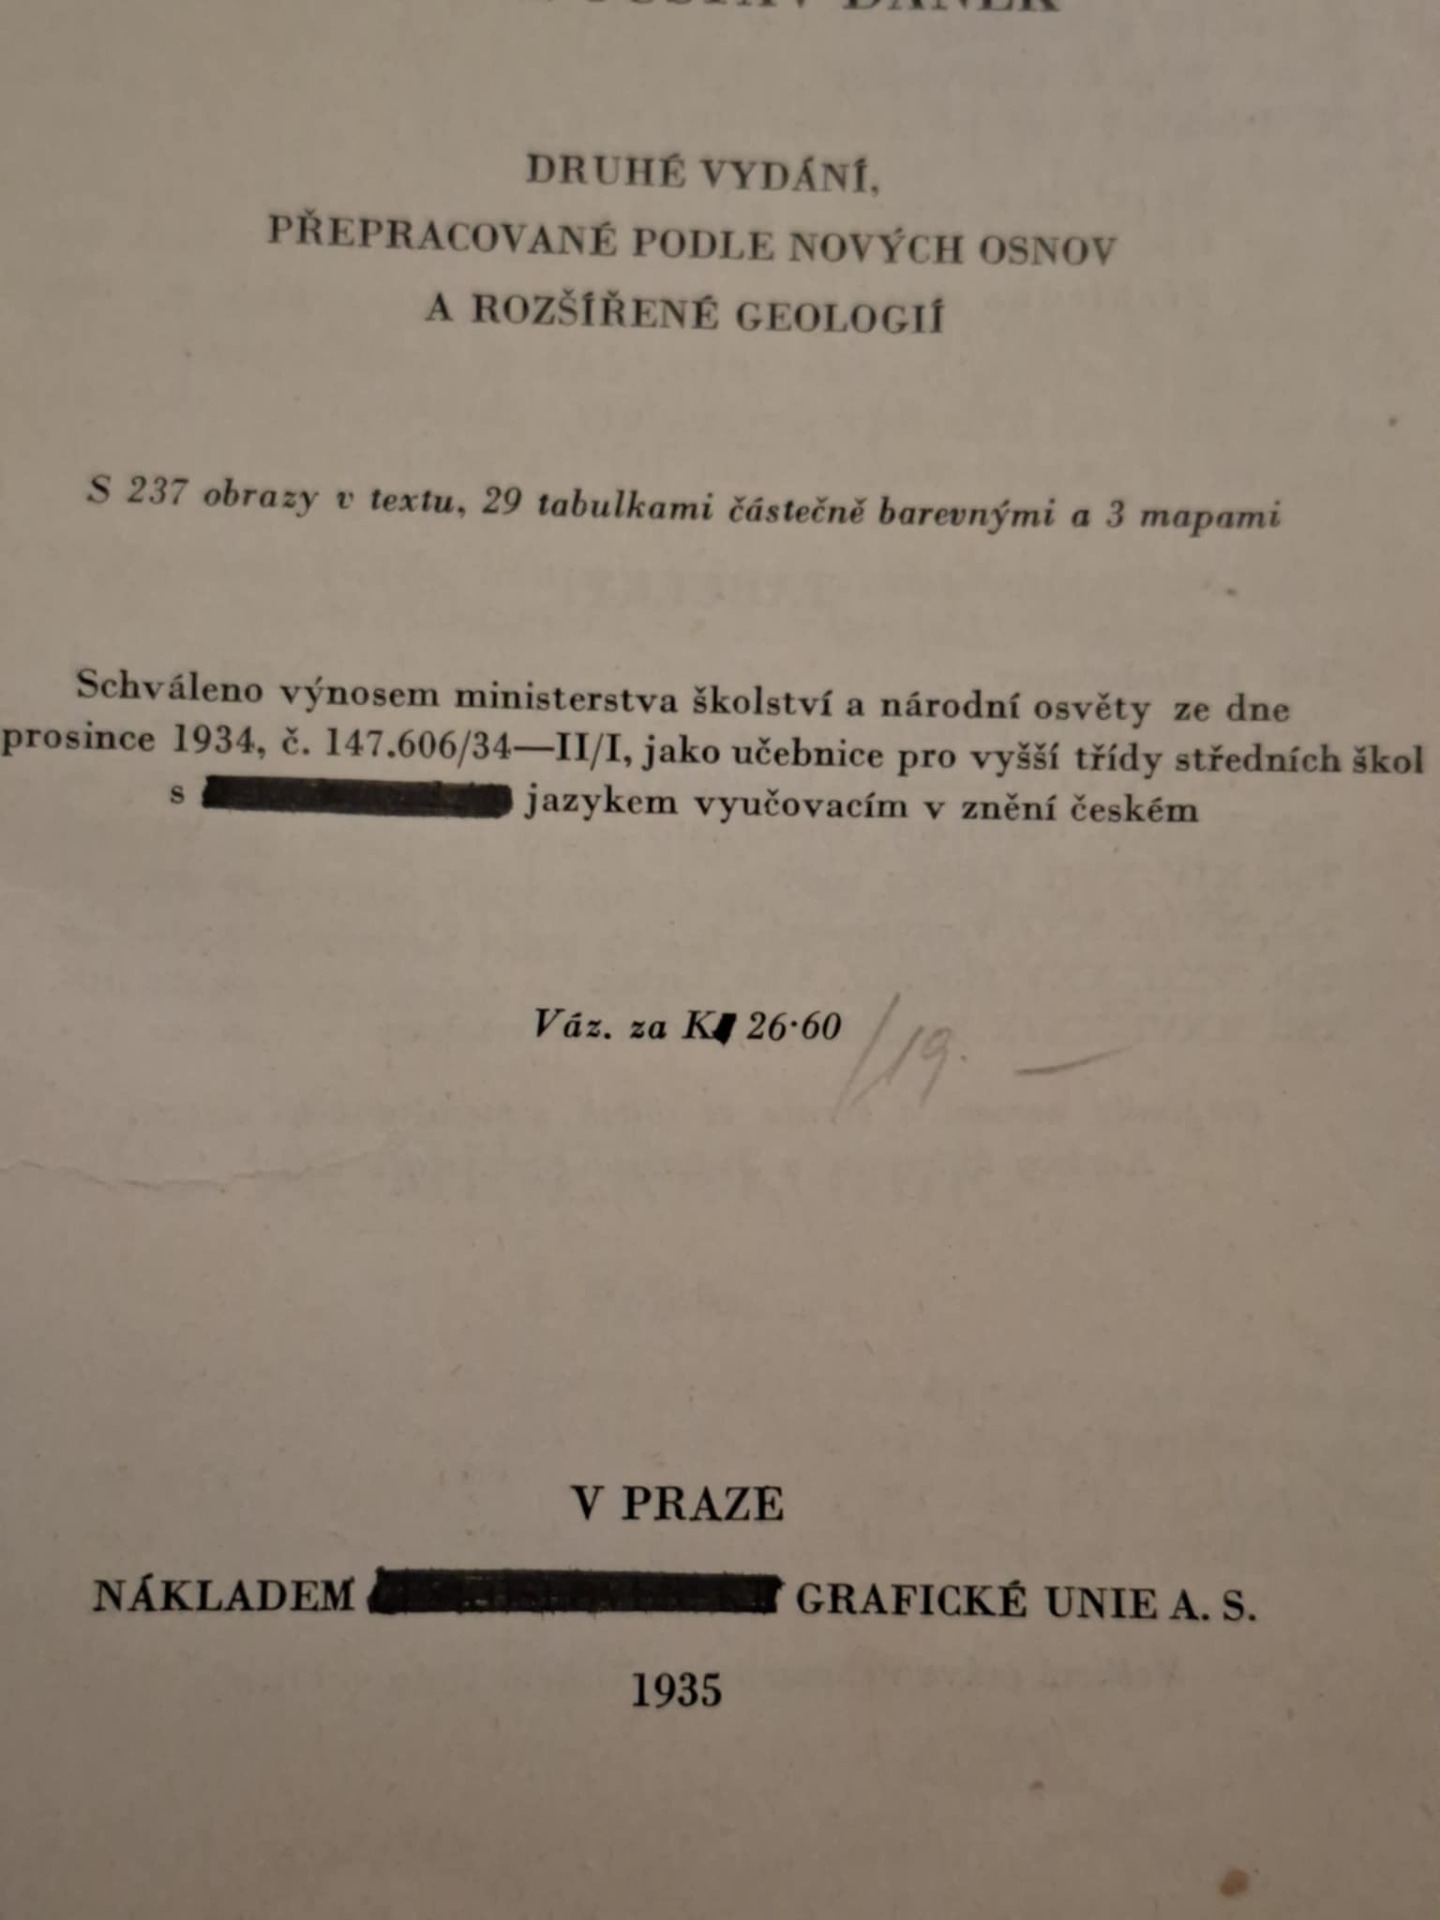 DRUHÉ VYDÁNÍ,
PŘEPRACOVANÉ PODLE NOVÝCH OSNOV
A ROZŠÍŘENÉ GEOLOGIÍ
S 237 obrazy v textu, 29 tabulkami částečně barevnými a 3 mapami
Schváleno výnosem ministerstva školství a národní osvěty ze dne
prosince 1934, č. 147.606/34—II/I, jako učebnice pro vyšší třídy středních škol
s jazykem vyučovacím v znění českém
Váz. za K 26·60 /19. —
V PRAZE
NÁKLADEM GRAFICKÉ UNIE A. S.
1935